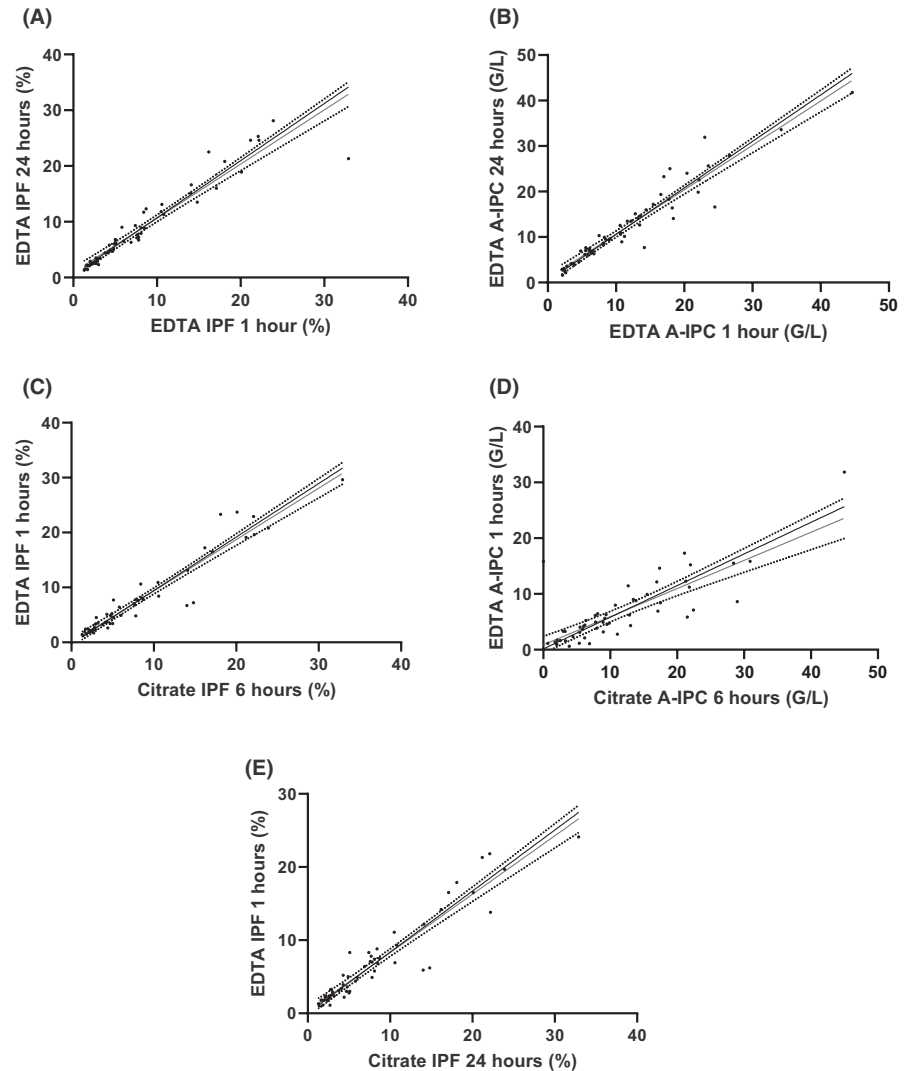 (A)
EDTA IPF 24 hours (%)
40
30
20
10
0
0 10 20 30 40
EDTA IPF 1 hour (%)
(B)
EDTA A-IPC 24 hours (G/L)
50
40
30
20
10
0
0 10 20 30 40 50
EDTA A-IPC 1 hour (G/L)
(C)
EDTA IPF 1 hours (%)
40
30
20
10
0
0 10 20 30 40
Citrate IPF 6 hours (%)
(D)
EDTA A-IPC 1 hours (G/L)
40
30
20
10
0
0 10 20 30 40 50
Citrate A-IPC 6 hours (G/L)
(E)
EDTA IPF 1 hours (%)
30
20
10
0
0 10 20 30 40
Citrate IPF 24 hours (%)